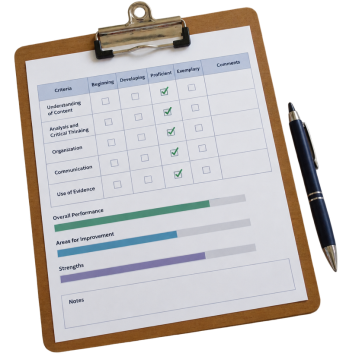 Criteria Beginning Developing Proficient Exemplary Comments
Understanding
of Content
Analysis and
Critical Thinking
Organization
Communication
Use of Evidence
Overall Performance
Areas for Improvement
Strengths
Notes